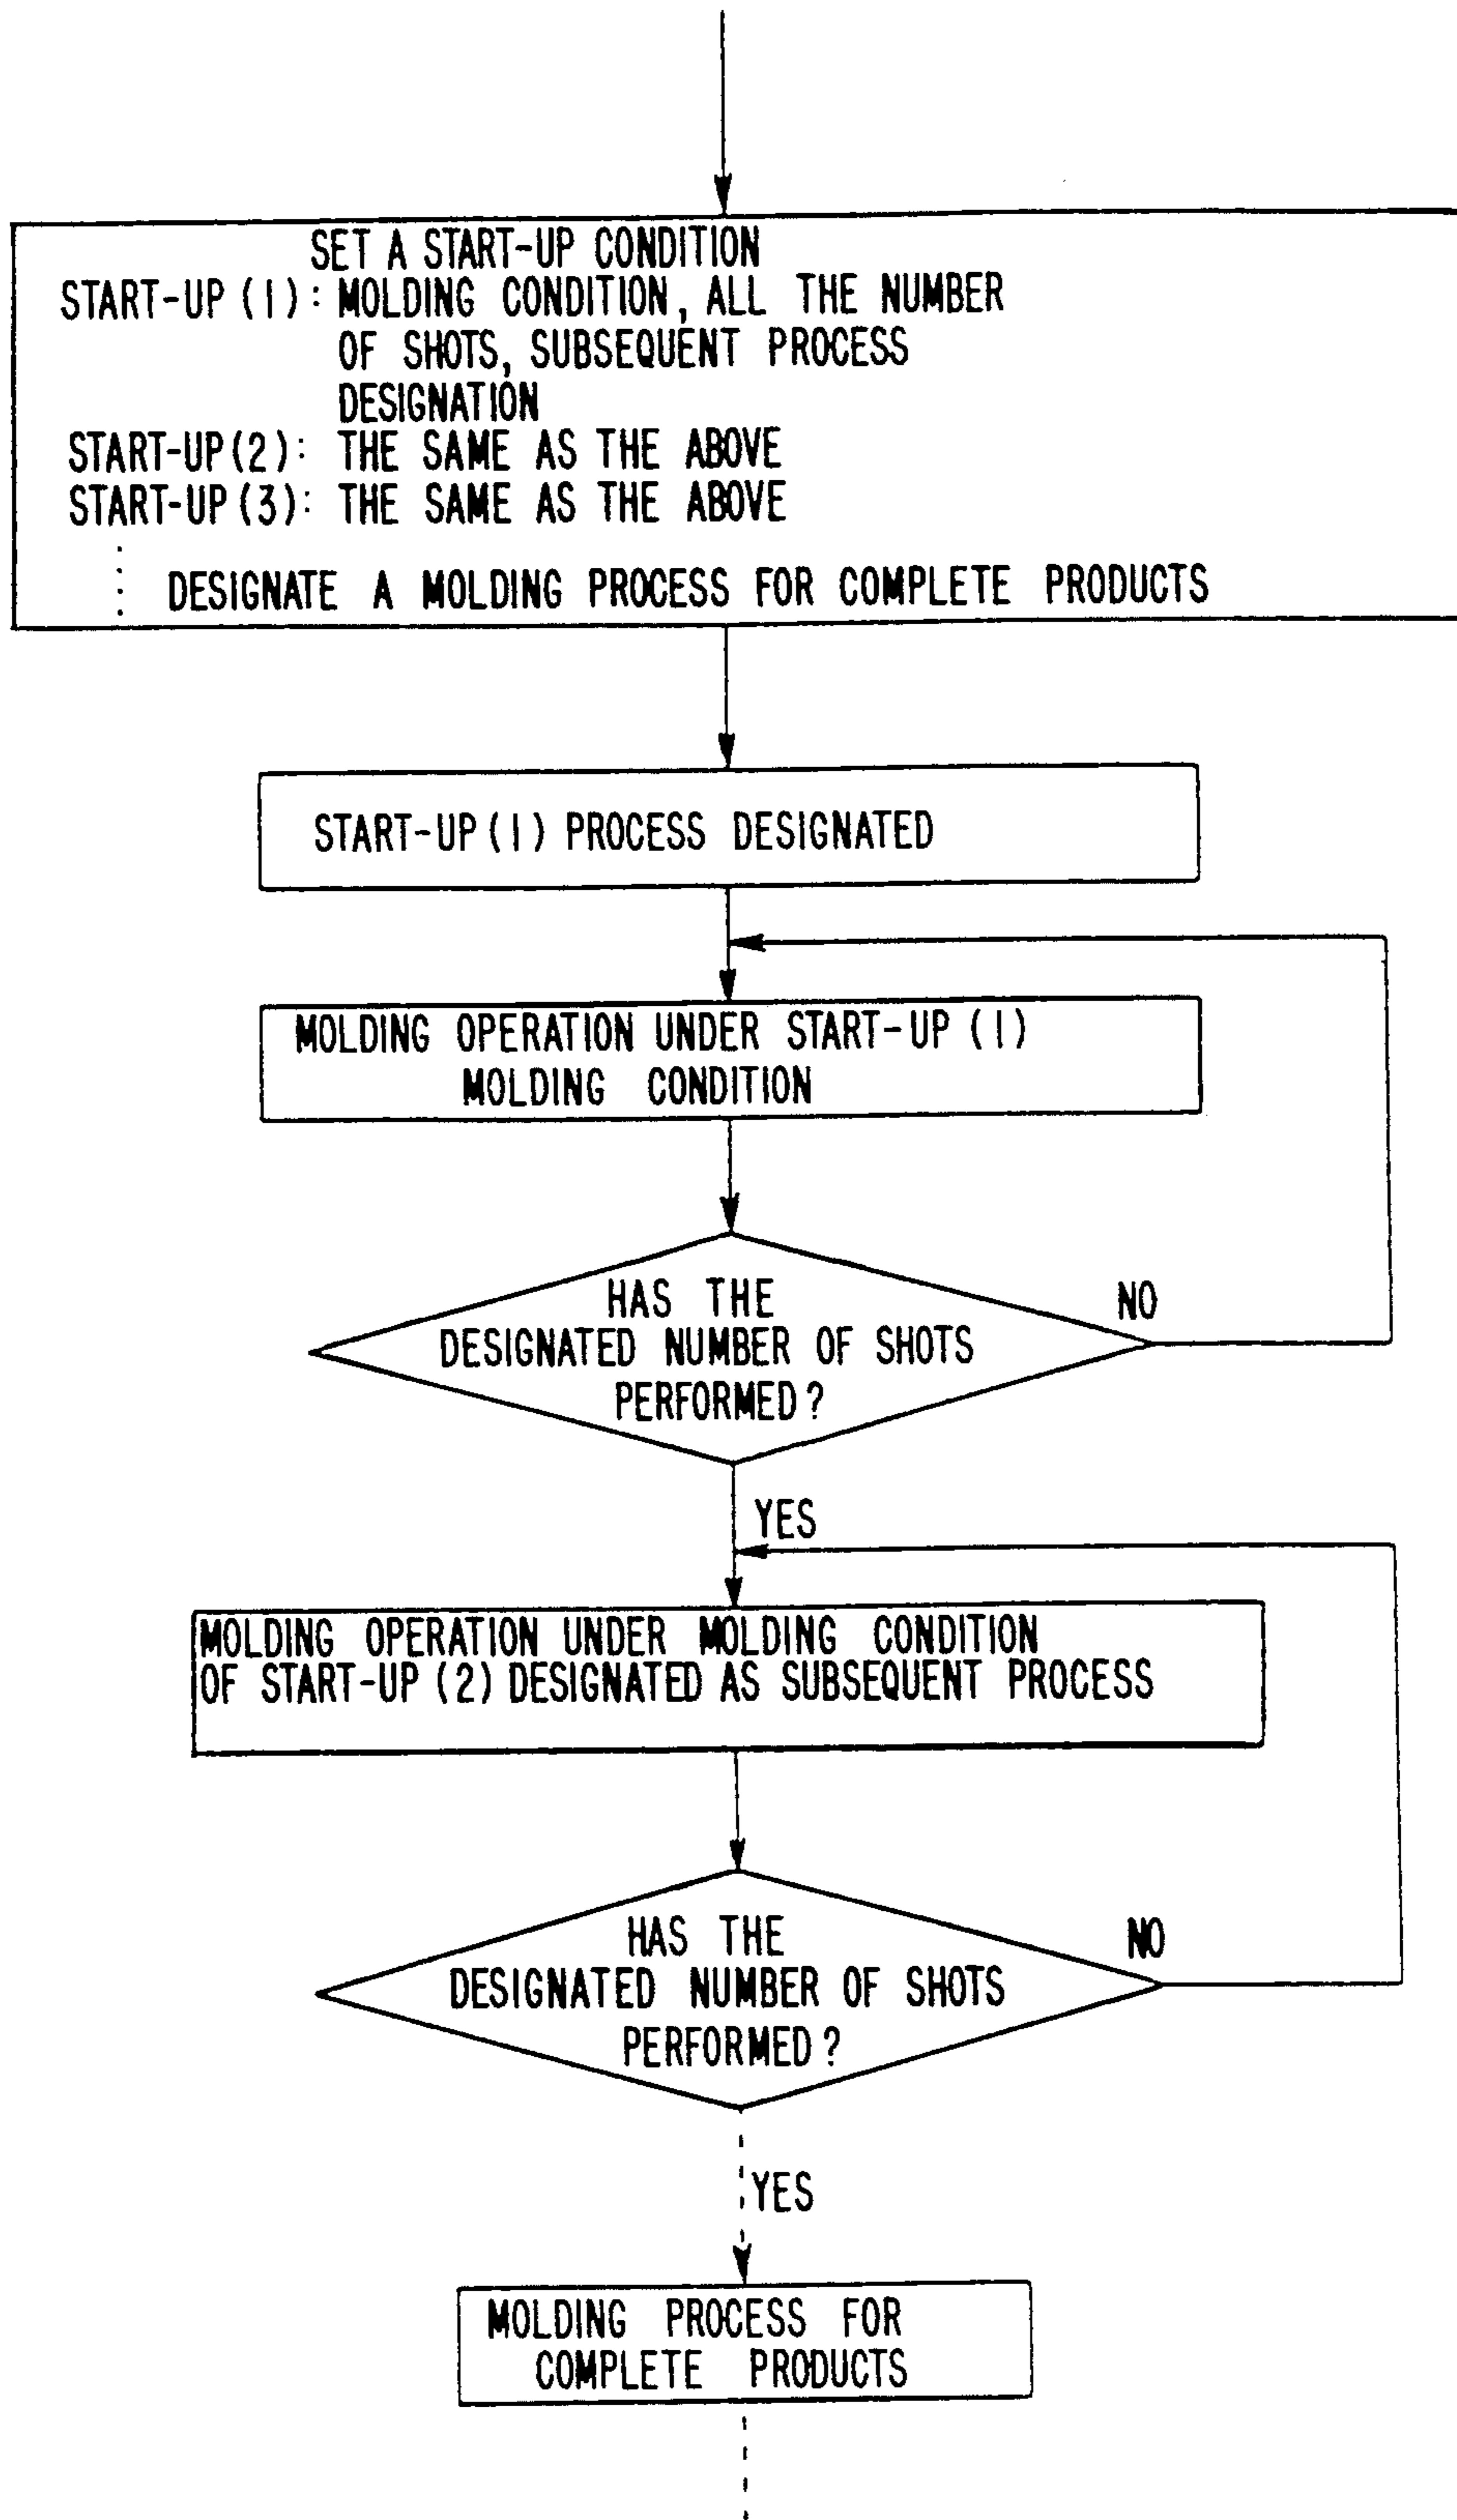 SET A START-UP CONDITION
START-UP (1): MOLDING CONDITION, ALL THE NUMBER
OF SHOTS, SUBSEQUENT PROCESS
DESIGNATION
START-UP(2): THE SAME AS THE ABOVE
START-UP(3): THE SAME AS THE ABOVE
DESIGNATE A MOLDING PROCESS FOR COMPLETE PRODUCTS
START-UP(1) PROCESS DESIGNATED
MOLDING OPERATION UNDER START-UP (1)
MOLDING CONDITION
HAS THE
DESIGNATED NUMBER OF SHOTS
PERFORMED?
NO
YES
MOLDING OPERATION UNDER MOLDING CONDITION
OF START-UP (2) DESIGNATED AS SUBSEQUENT PROCESS
HAS THE
DESIGNATED NUMBER OF SHOTS
PERFORMED?
NO
YES
MOLDING PROCESS FOR
COMPLETE PRODUCTS